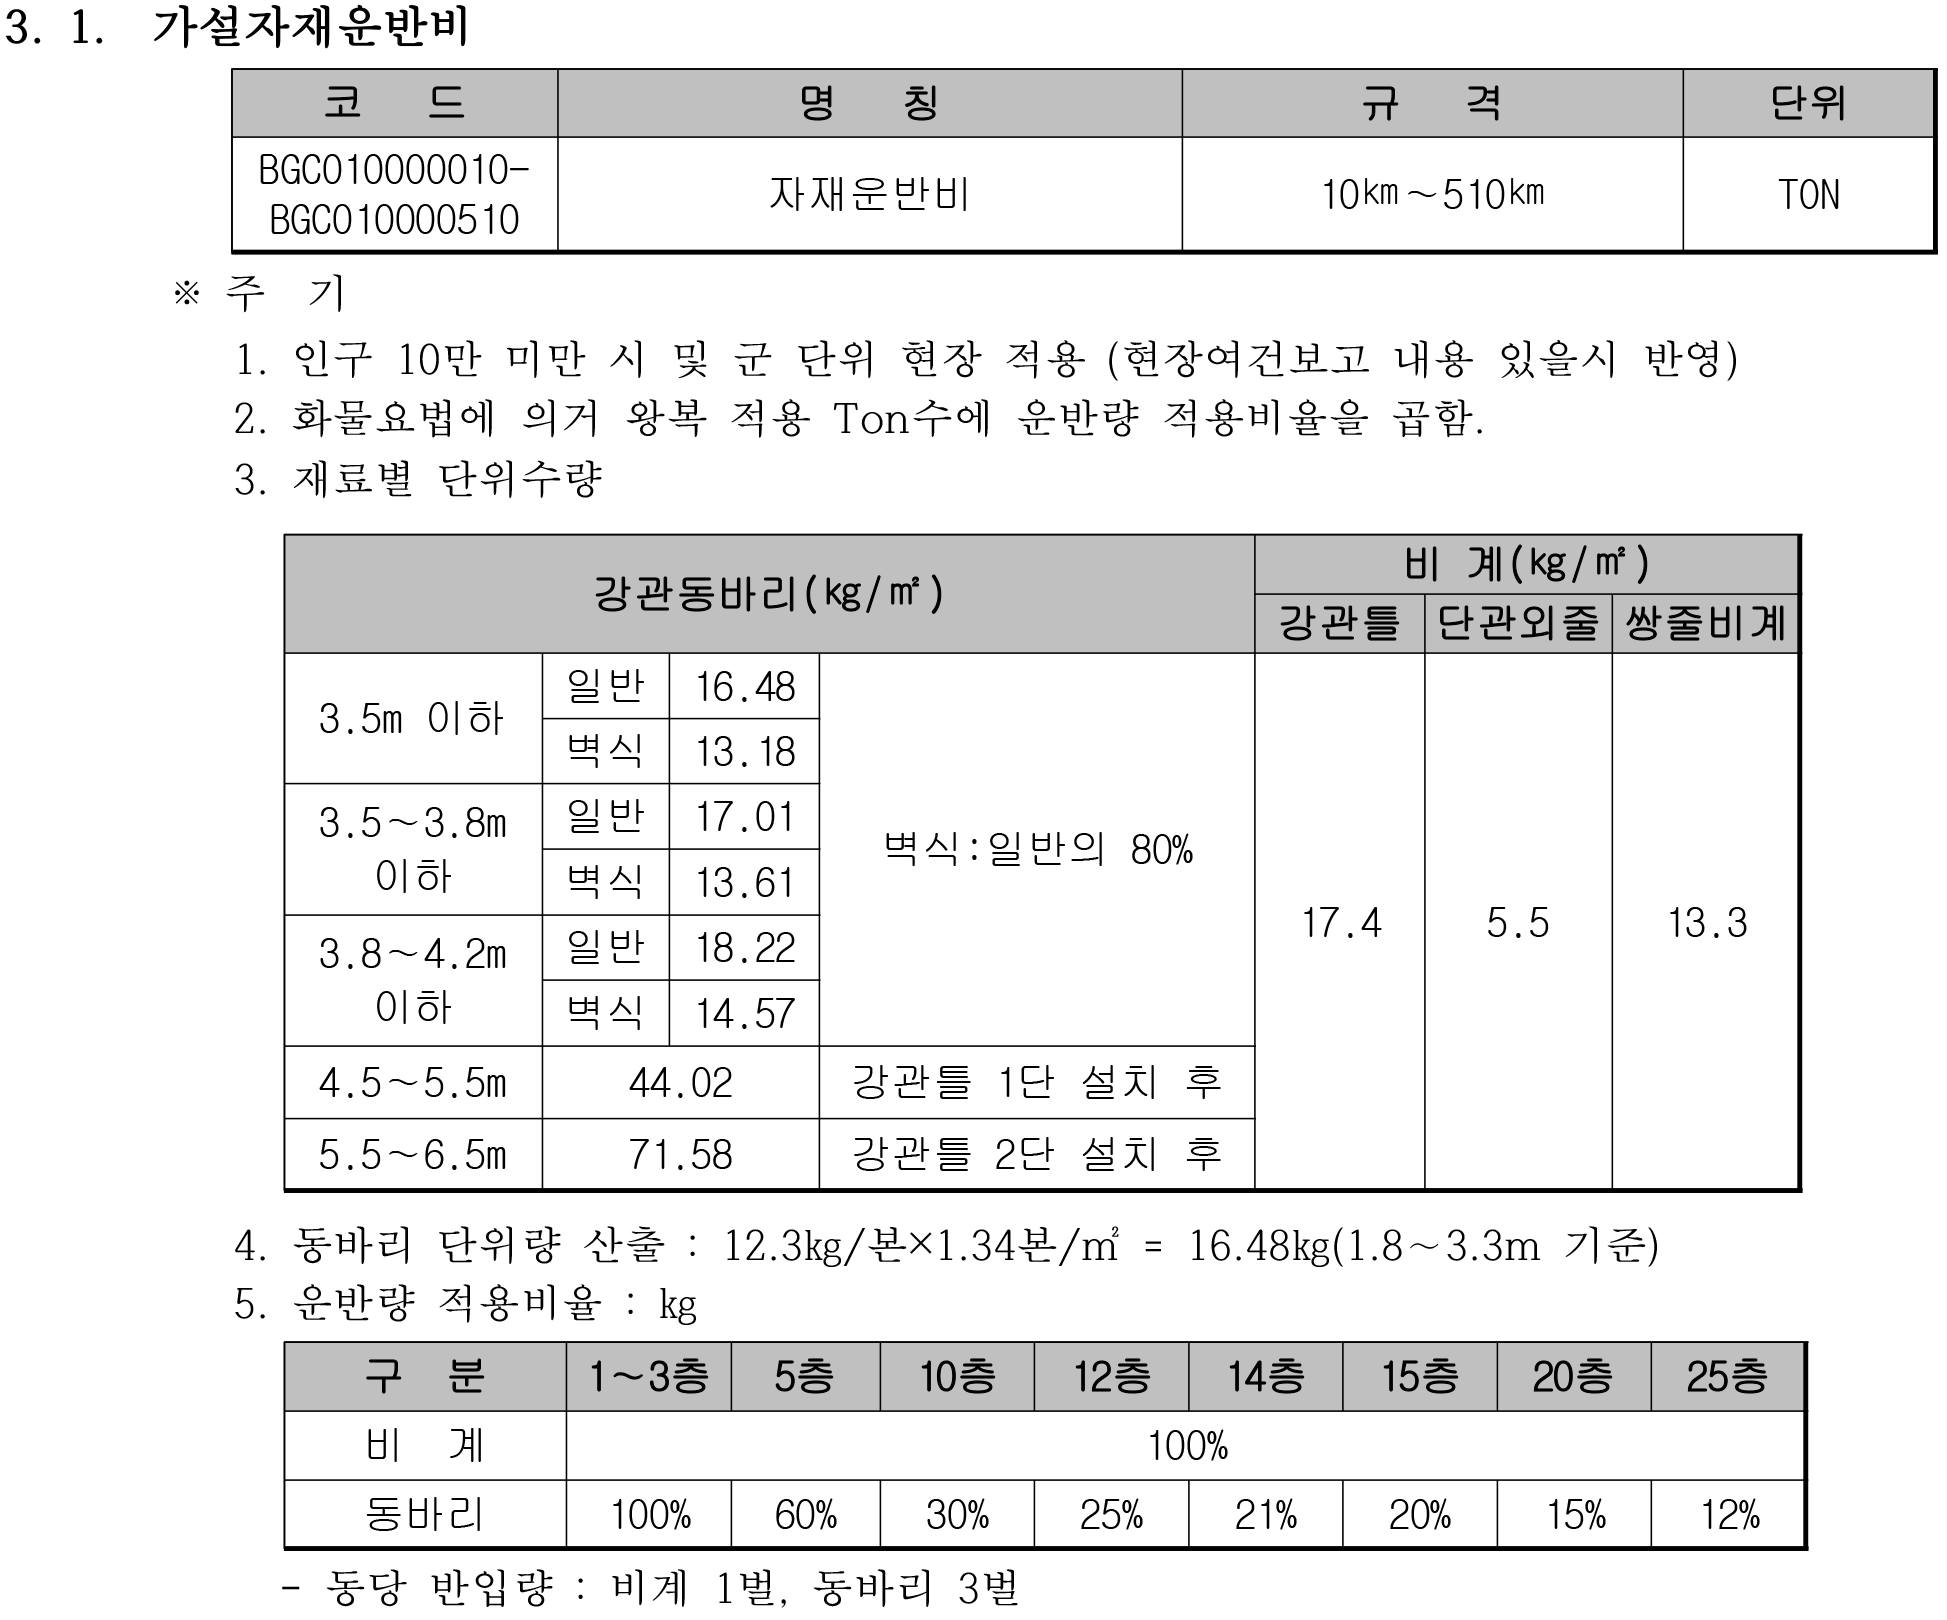 3. 1. 가설자재운반비
코 드 명 칭 규 격 단위
BGC010000010-
BGC010000510
자재운반비 10㎞～510㎞ TON
※ 주 기
1. 인구 10만 미만 시 및 군 단위 현장 적용 (현장여건보고 내용 있을시 반영)
2. 화물요법에 의거 왕복 적용 Ton수에 운반량 적용비율을 곱함.
3. 재료별 단위수량
강관동바리(㎏/㎡) 비 계(㎏/㎡)
강관틀 단관외줄 쌍줄비계
3.5m 이하 일반 16.48
벽식 13.18
3.5～3.8m
이하
일반 17.01
벽식 13.61
3.8～4.2m
이하
일반 18.22
벽식 14.57
벽식:일반의 80%
4.5～5.5m 44.02 강관틀 1단 설치 후
5.5～6.5m 71.58 강관틀 2단 설치 후
17.4 5.5 13.3
4. 동바리 단위량 산출 : 12.3㎏/본×1.34본/㎡ = 16.48㎏(1.8～3.3m 기준)
5. 운반량 적용비율 : ㎏
구 분 1～3층 5층 10층 12층 14층 15층 20층 25층
비 계 100%
동바리 100% 60% 30% 25% 21% 20% 15% 12%
- 동당 반입량 : 비계 1벌, 동바리 3벌